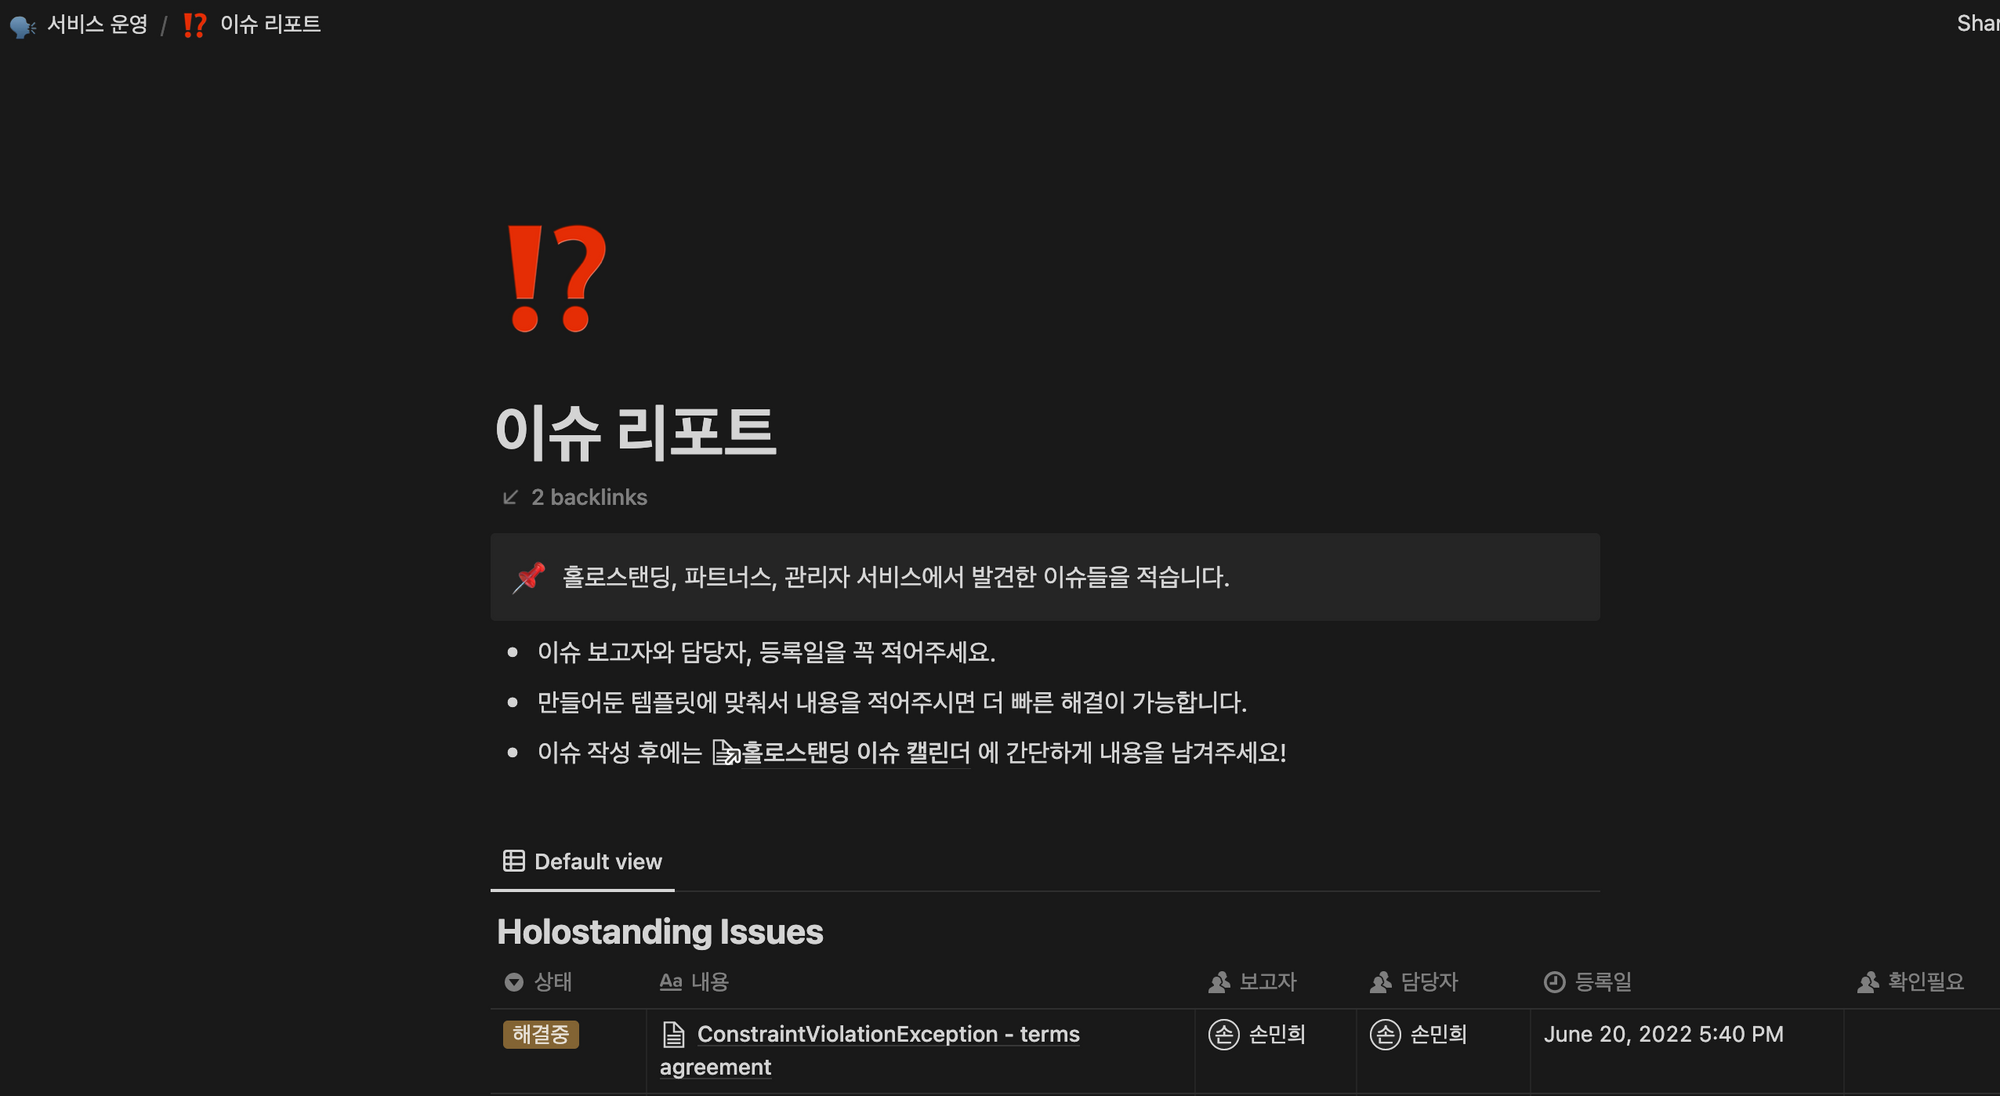 서비스 운영 / ⁉️ 이슈 리포트
Shar
⁉️
이슈 리포트
2 backlinks
홀로스탠딩, 파트너스, 관리자 서비스에서 발견한 이슈들을 적습니다.
• 이슈 보고자와 담당자, 등록일을 꼭 적어주세요.
• 만들어둔 템플릿에 맞춰서 내용을 적어주시면 더 빠른 해결이 가능합니다.
• 이슈 작성 후에는 홀로스탠딩 이슈 캘린더 에 간단하게 내용을 남겨주세요!
Default view
Holostanding Issues
상태 Aa 내용 보고자 담당자 등록일 확인필요
해결중 ConstraintViolationException - terms 손 손민희 손 손민희 June 20, 2022 5:40 PM
agreement